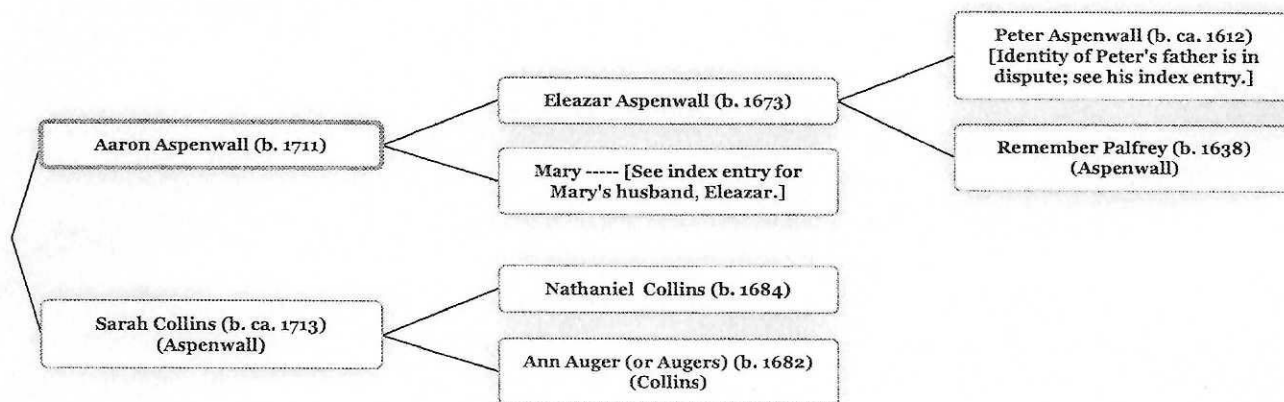 Peter Aspenwall (b. ca. 1612)
[Identity of Peter's father is in
dispute; see his index entry.]
Eleazar Aspenwall (b. 1673)
Aaron Aspenwall (b. 1711)
Remember Palfrey (b. 1638)
(Aspenwall)
Mary ----- [See index entry for
Mary's husband, Eleazar.]
Nathaniel Collins (b. 1684)
Sarah Collins (b. ca. 1713)
(Aspenwall)
Ann Auger (or Augers) (b. 1682)
(Collins)